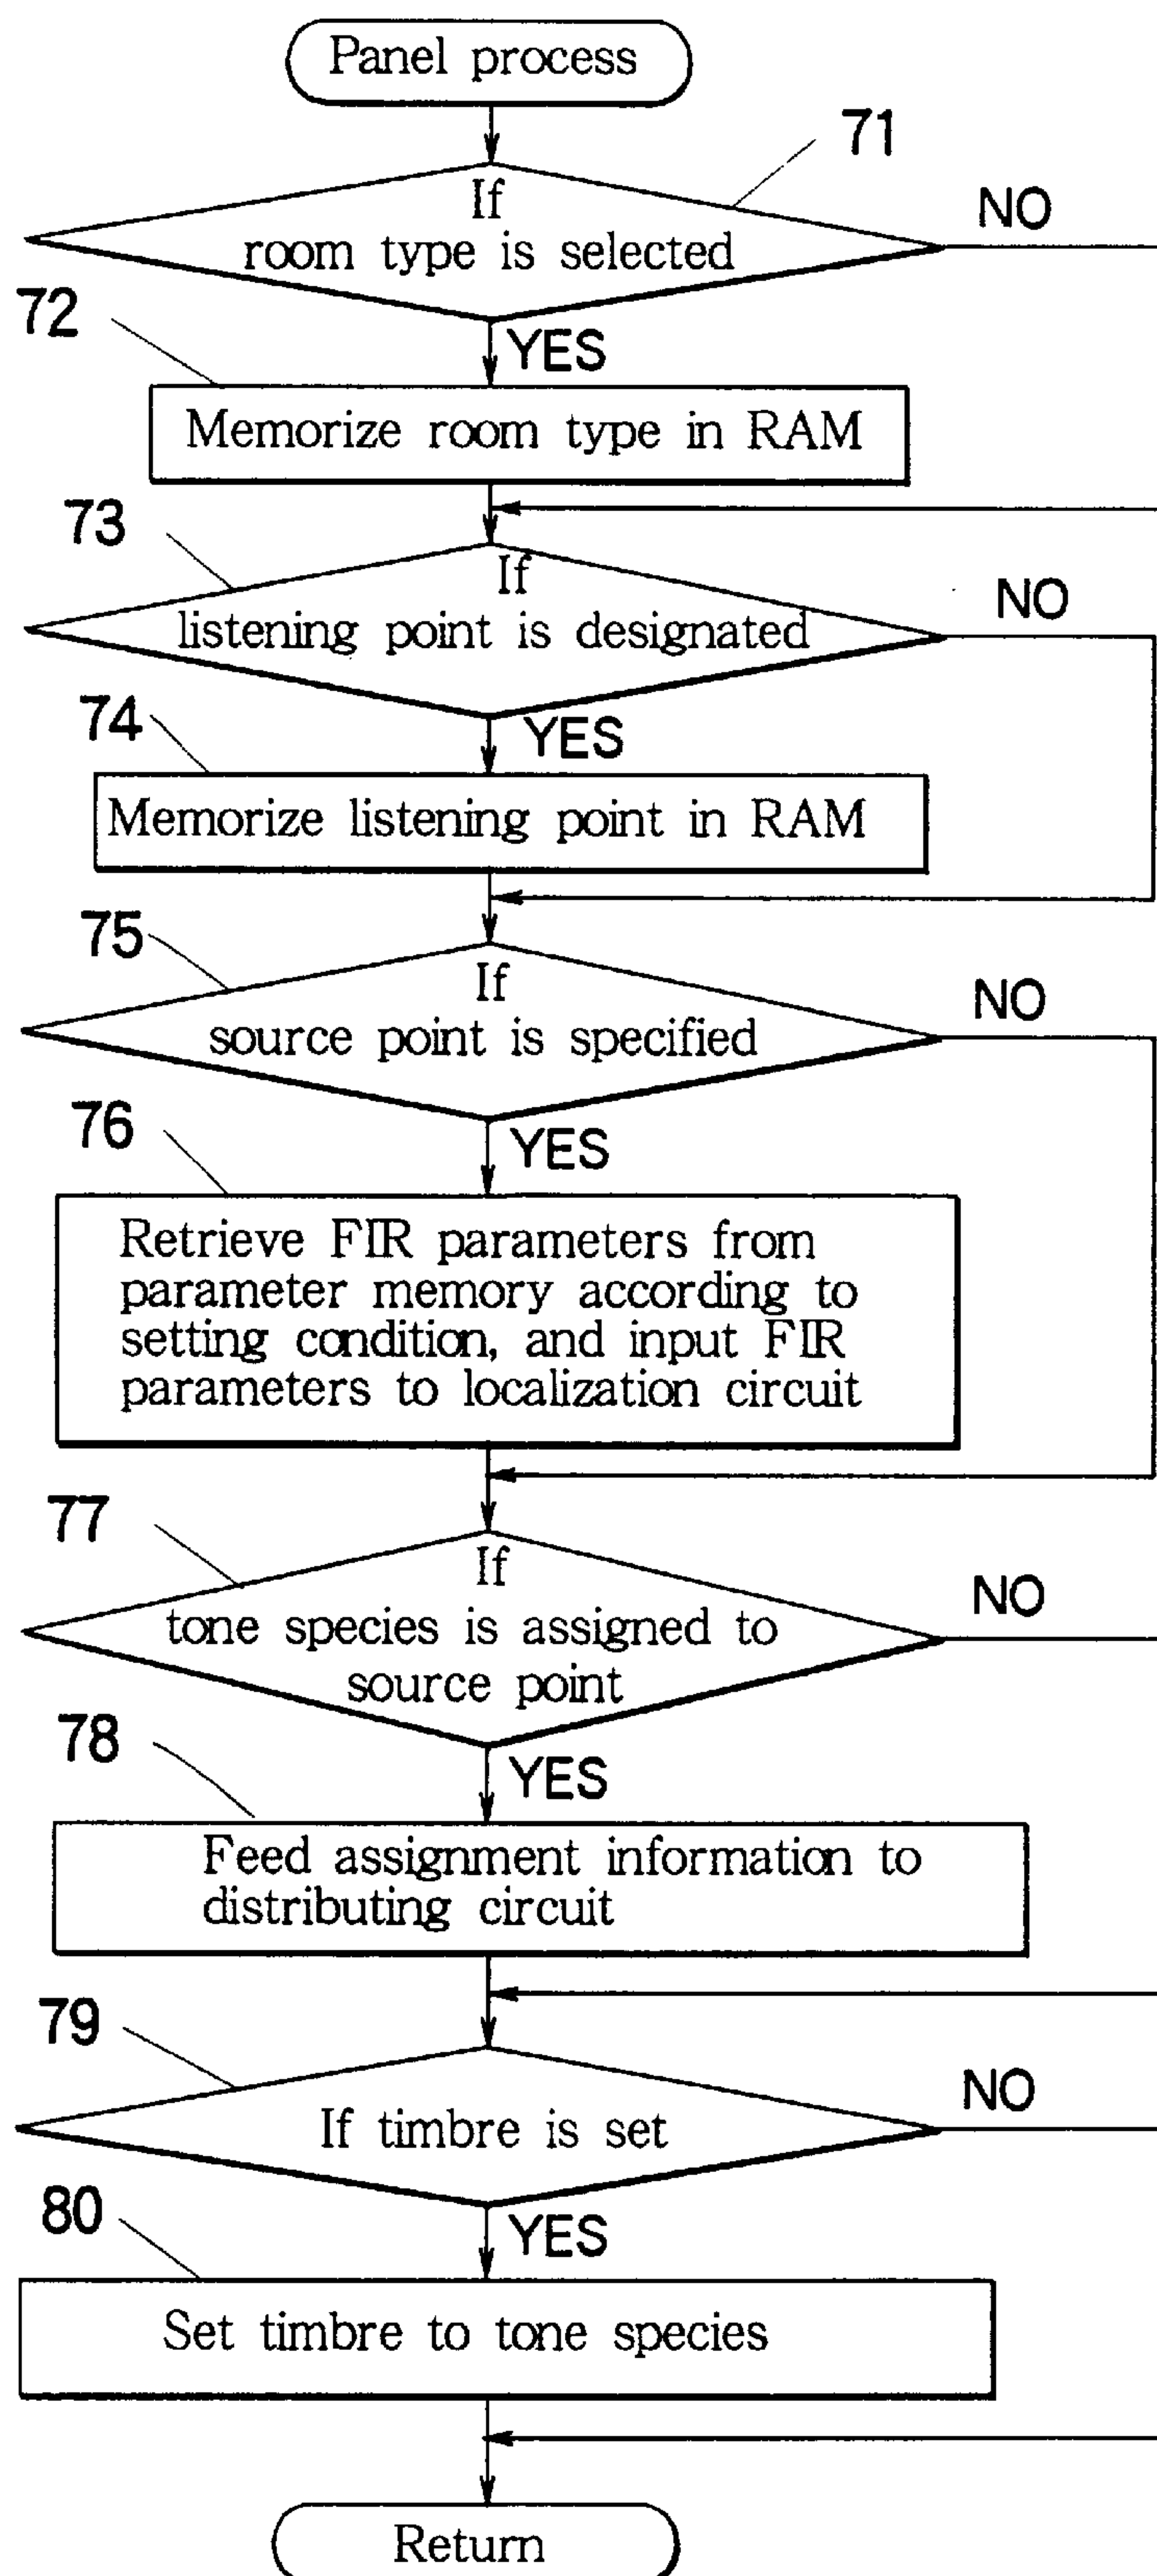 Panel process
71
If
NO
room type is selected
72
YES
Memorize room type in RAM
73
If
NO
listening point is designated
74
YES
Memorize listening point in RAM
75
If
NO
source point is specified
76
YES
Retrieve FIR parameters from
parameter memory according to
setting condition, and input FIR
parameters to localization circuit
77
If
NO
tone species is assigned to
source point
78
YES
Feed assignment information to
distributing circuit
79
NO
If timbre is set
80
YES
Set timbre to tone species
Return